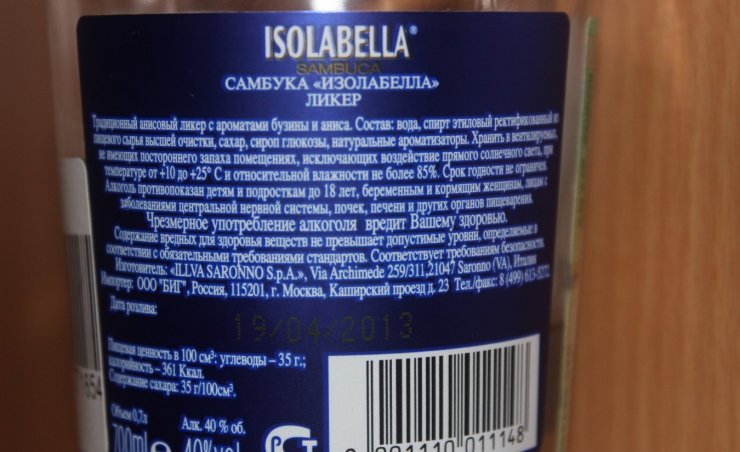 ISOLABELLA®
SAMBUCA
САМБУКА «ИЗОЛАБЕЛЛА»
ЛИКЕР
Традиционный анисовый ликер с ароматами бузины и аниса. Состав: вода, спирт этиловый ректификованный из
пищевого сырья высшей очистки, сахар, сироп глюкозы, натуральные ароматизаторы. Хранить в вентилируемых,
не имеющих постороннего запаха помещениях, исключающих воздействие прямого солнечного света, при
температуре от +10 до +25° С и относительной влажности не более 85%. Срок годности не ограничен.
Алкоголь противопоказан детям и подросткам до 18 лет, беременным и кормящим женщинам, лицам с
заболеваниями центральной нервной системы, почек, печени и других органов пищеварения.
Чрезмерное употребление алкоголя вредит Вашему здоровью.
Содержание вредных для здоровья веществ не превышает допустимые уровни, определяемые в
соответствии с обязательными требованиями стандартов. Соответствует требованиям безопасности.
Изготовитель: «ILLVA SARONNO S.p.A.», Via Archimede 259/311,21047 Saronno (VA), Италия
Импортер: ООО "БИГ", Россия, 115201, г. Москва, Каширский проезд д. 23 Тел./факс: 8 (499) 613-5272
Дата розлива:
19/04/2013
Пищевая ценность в 100 см³: углеводы – 35 г.;
калорийность – 361 Ккал.
Содержание сахара: 35 г/100см³.
Объем 0,7л Алк. 40 % об.
700ml e 40%vol
РСТ
001110 011148